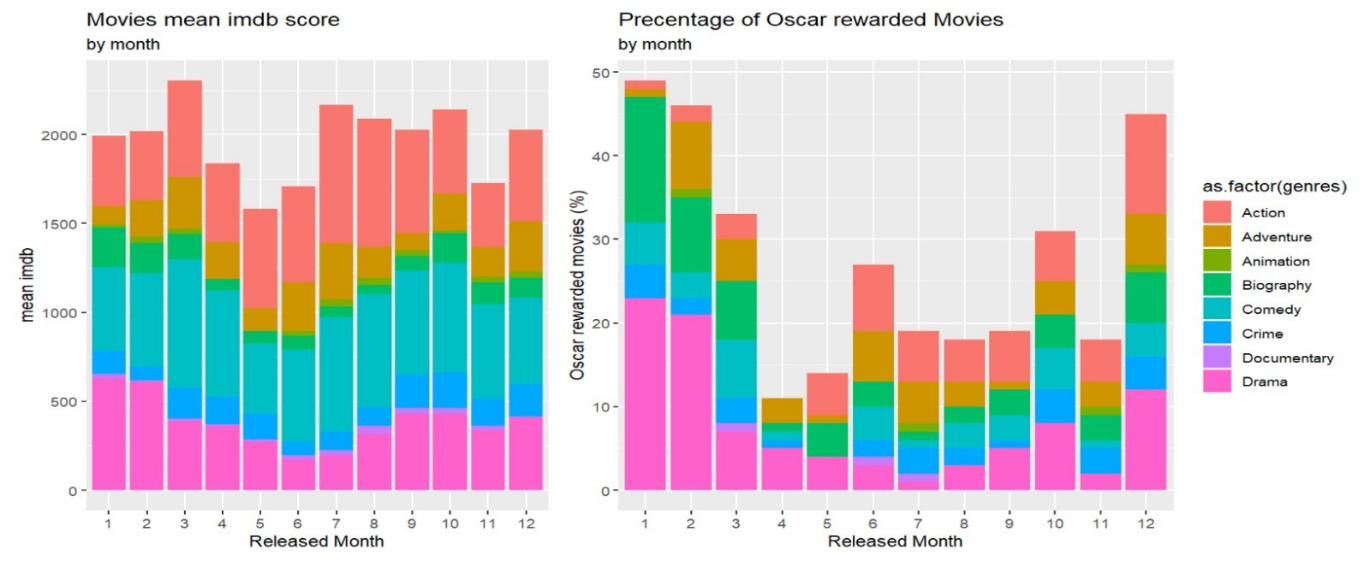 Movies mean imdb score
by month
mean imdb
2000
1500
1000
500
0
1 2 3 4 5 6 7 8 9 10 11 12
Released Month
Precentage of Oscar rewarded Movies
by month
Oscar rewarded movies (%)
50
40
30
20
10
0
1 2 3 4 5 6 7 8 9 10 11 12
Released Month
as.factor(genres)
Action
Adventure
Animation
Biography
Comedy
Crime
Documentary
Drama